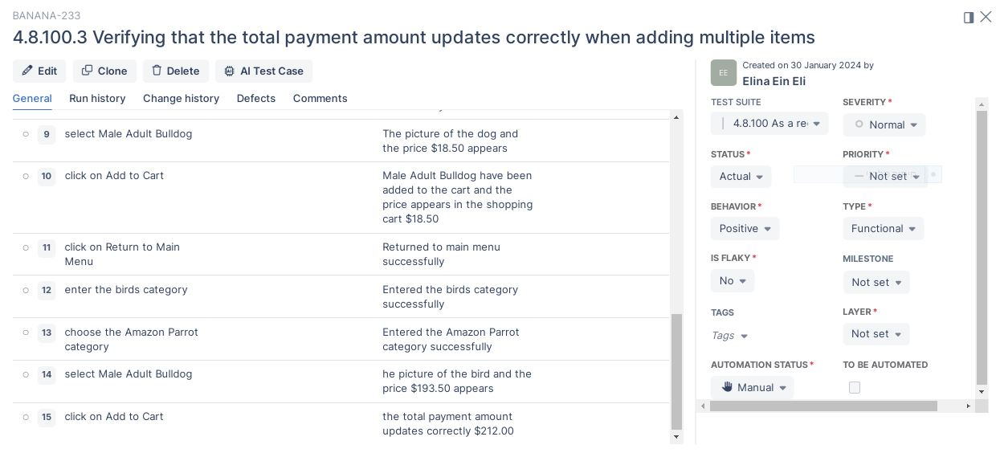 BANANA-233
4.8.100.3 Verifying that the total payment amount updates correctly when adding multiple items
Edit
Clone
Delete
AI Test Case
General
Run history
Change history
Defects
Comments
9
select Male Adult Bulldog
The picture of the dog and
the price $18.50 appears
10
click on Add to Cart
Male Adult Bulldog have been
added to the cart and the
price appears in the shopping
cart $18.50
11
click on Return to Main
Menu
Returned to main menu
successfully
12
enter the birds category
Entered the birds category
successfully
13
choose the Amazon Parrot
category
Entered the Amazon Parrot
category successfully
14
select Male Adult Bulldog
he picture of the bird and the
price $193.50 appears
15
click on Add to Cart
the total payment amount
updates correctly $212.00
EE
Created on 30 January 2024 by
Elina Ein Eli
TEST SUITE
4.8.100 As a re
SEVERITY*
Normal
STATUS*
Actual
PRIORITY*
Not set
BEHAVIOR*
Positive
TYPE*
Functional
IS FLAKY*
No
MILESTONE
Not set
TAGS
Tags
LAYER*
Not set
AUTOMATION STATUS*
Manual
TO BE AUTOMATED